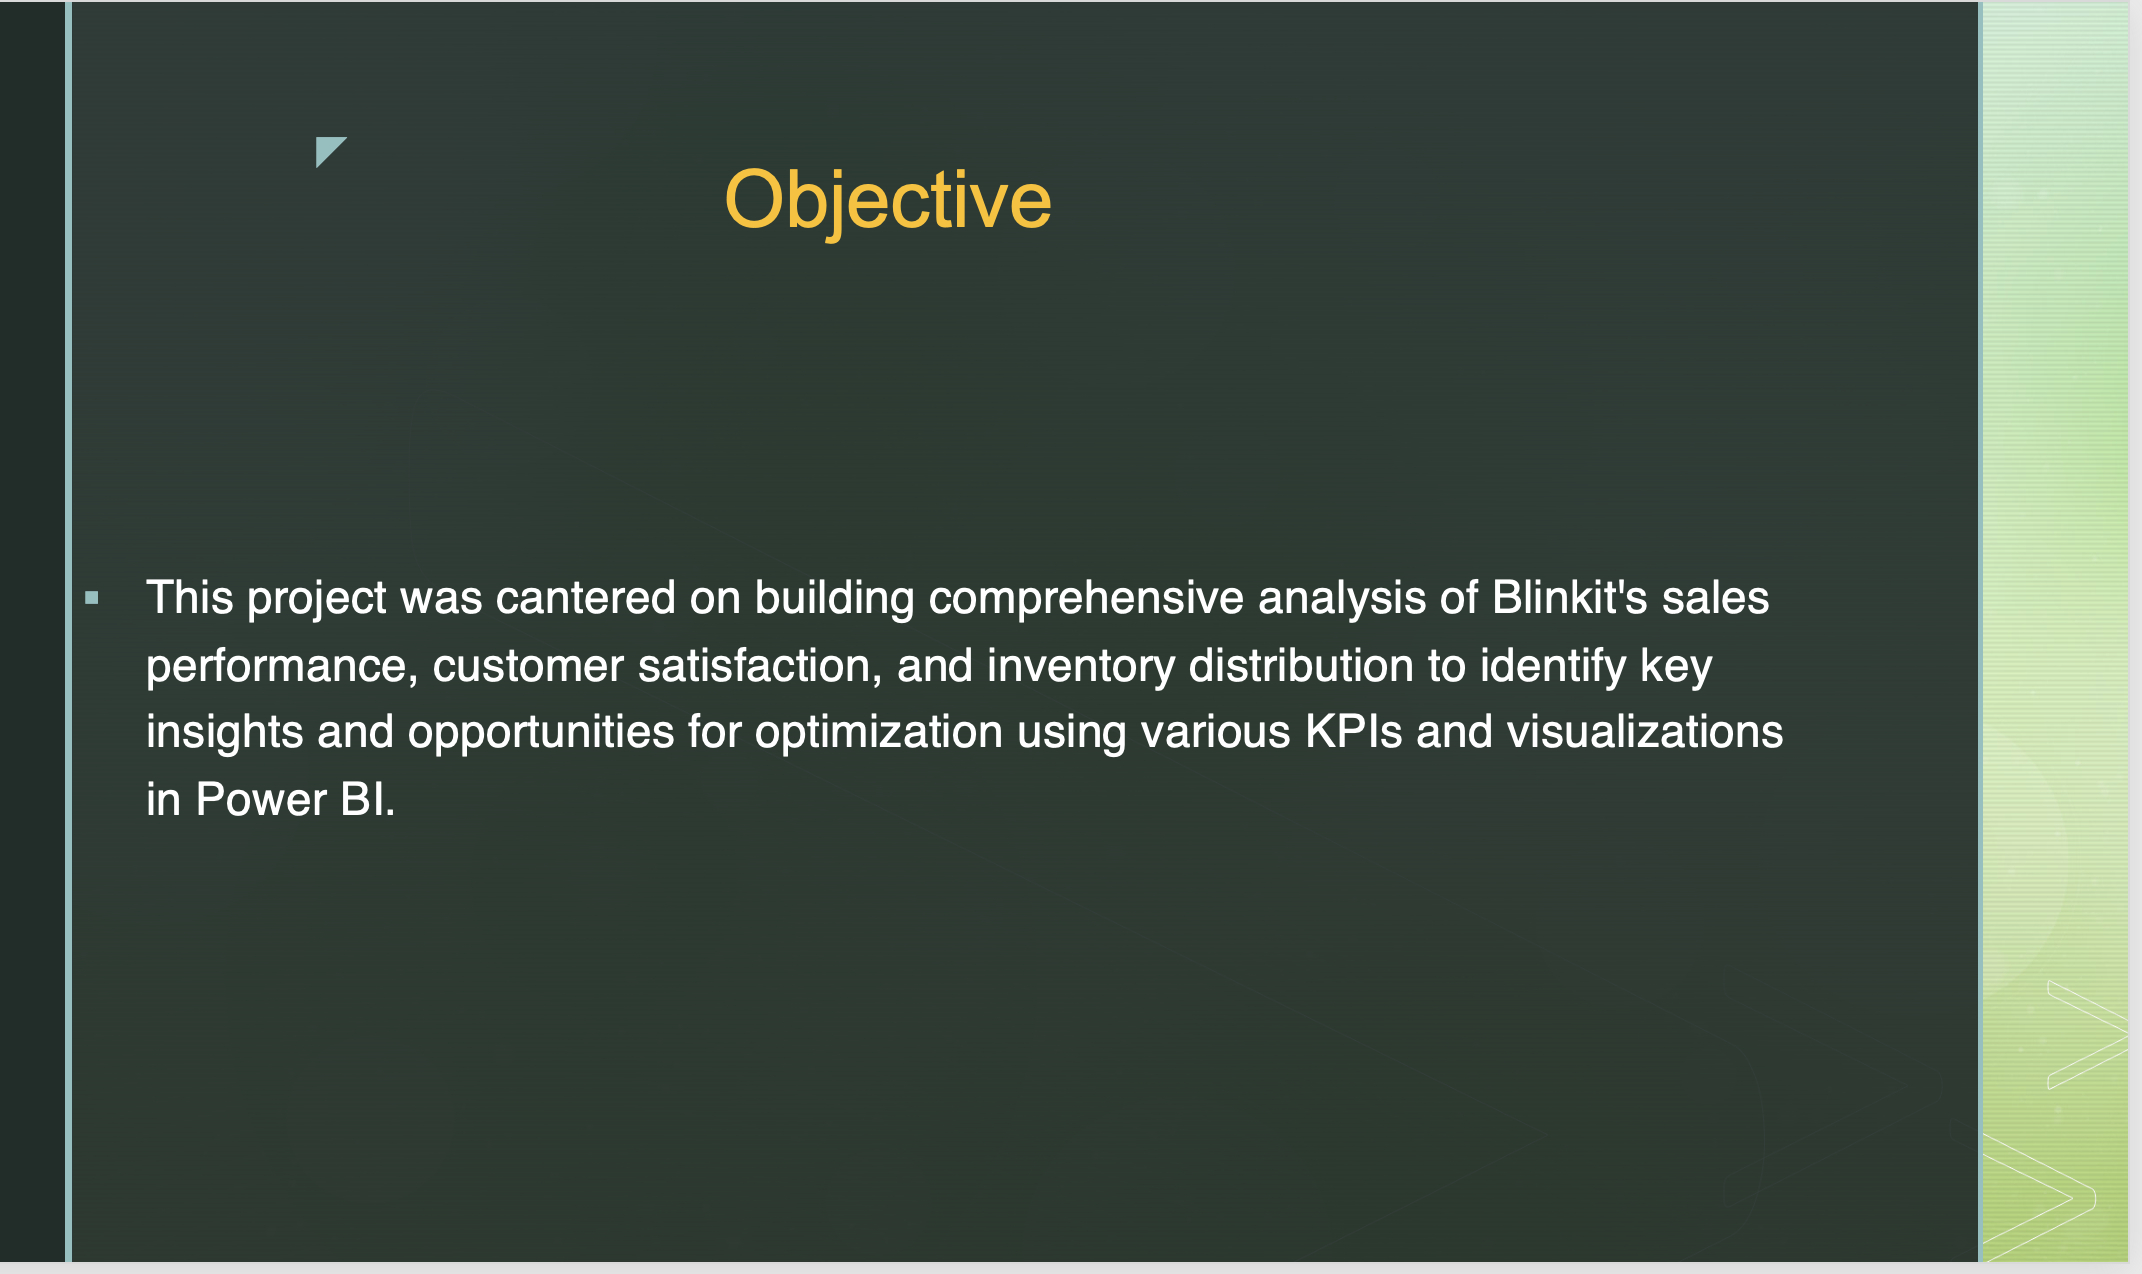 Objective
This project was cantered on building comprehensive analysis of Blinkit's sales
performance, customer satisfaction, and inventory distribution to identify key
insights and opportunities for optimization using various KPIs and visualizations
in Power BI.